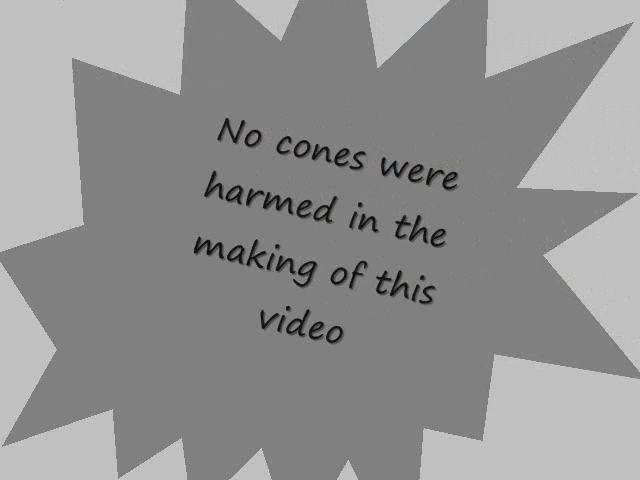 No cones were
harmed in the
making of this
video